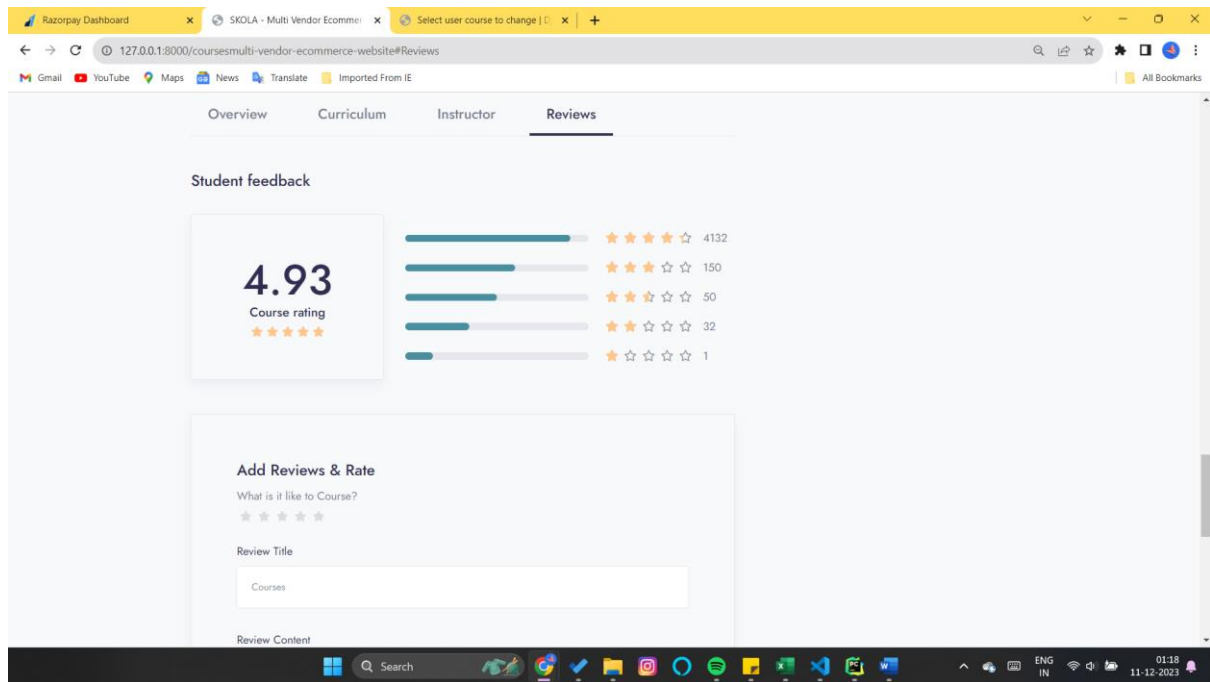 Razorpay Dashboard
SKOLA - Multi Vendor Ecommer
Select user course to change | D
127.0.0.1:8000/coursesmulti-vendor-ecommerce-website#Reviews
Gmail YouTube Maps News Translate Imported From IE All Bookmarks
Overview Curriculum Instructor Reviews
Student feedback
4.93
Course rating
4132
150
50
32
1
Add Reviews & Rate
What is it like to Course?
Review Title
Courses
Review Content
Search
ENG
IN
01:18
11-12-2023